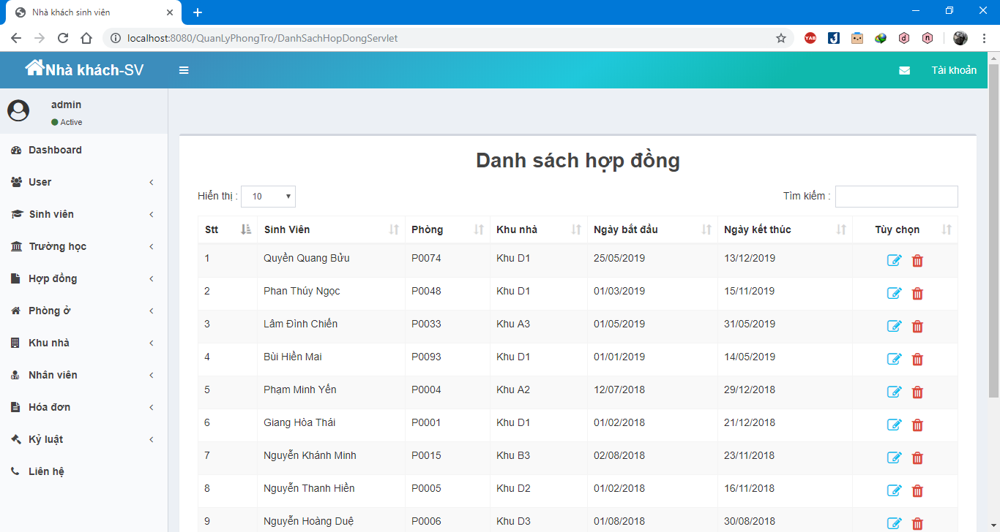 Nhà khách sinh viên
localhost:8080/QuanLyPhongTro/DanhSachHopDongServlet
YAB
J
d
n
Nhà khách-SV
Tài khoản
admin
Active
Dashboard
User
Sinh viên
Trường học
Hợp đồng
Phòng ở
Khu nhà
Nhân viên
Hóa đơn
Kỷ luật
Liên hệ
Danh sách hợp đồng
Hiển thị : 10 Tìm kiếm :
Stt Sinh Viên Phòng Khu nhà Ngày bắt đầu Ngày kết thúc Tùy chọn
1 Quyền Quang Bửu P0074 Khu D1 25/05/2019 13/12/2019
2 Phan Thúy Ngọc P0048 Khu D1 01/03/2019 15/11/2019
3 Lâm Đình Chiến P0033 Khu A3 01/05/2019 31/05/2019
4 Bùi Hiền Mai P0093 Khu D1 01/01/2019 14/05/2019
5 Phạm Minh Yến P0004 Khu A2 12/07/2018 29/12/2018
6 Giang Hòa Thái P0001 Khu D1 01/02/2018 21/12/2018
7 Nguyễn Khánh Minh P0015 Khu B3 02/08/2018 23/11/2018
8 Nguyễn Thanh Hiền P0005 Khu D2 01/02/2018 16/11/2018
9 Nguyễn Hoàng Duệ P0006 Khu D3 01/08/2018 30/08/2018